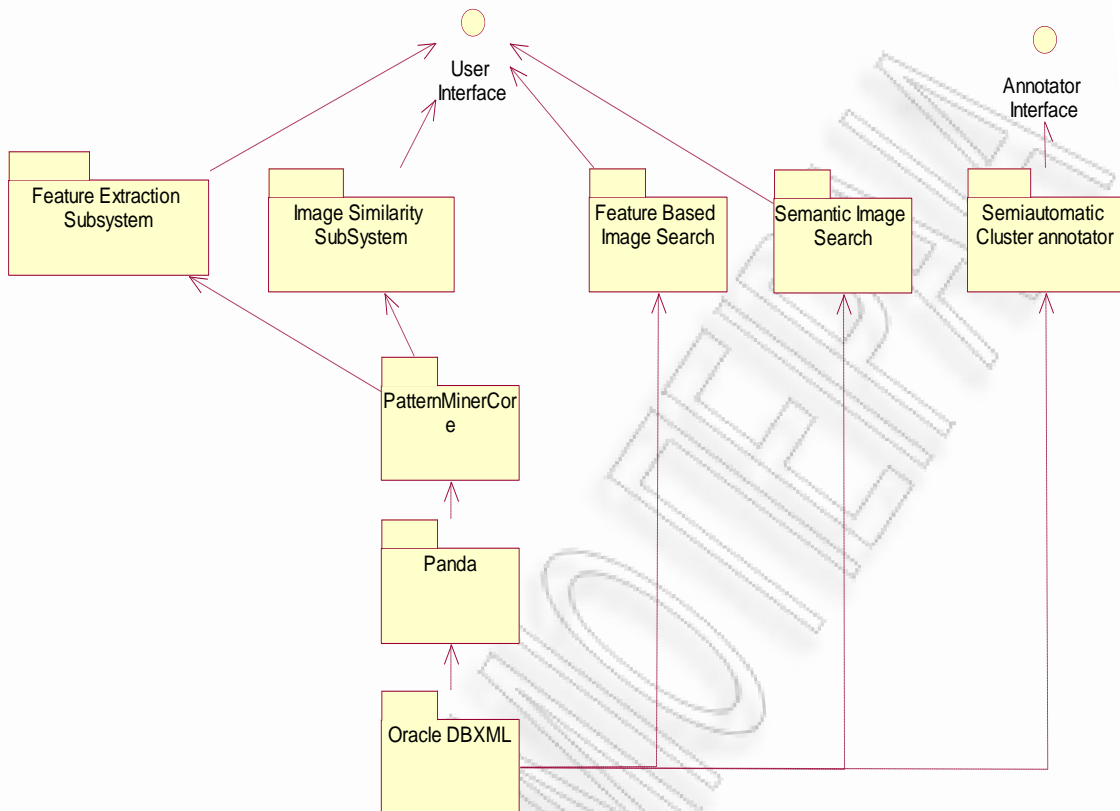 User
Interface
Annotator
Interface
Feature Extraction
Subsystem
Image Similarity
SubSystem
Feature Based
Image Search
Semantic Image
Search
Semiautomatic
Cluster annotator
PatternMinerCor
e
Panda
Oracle DBXML